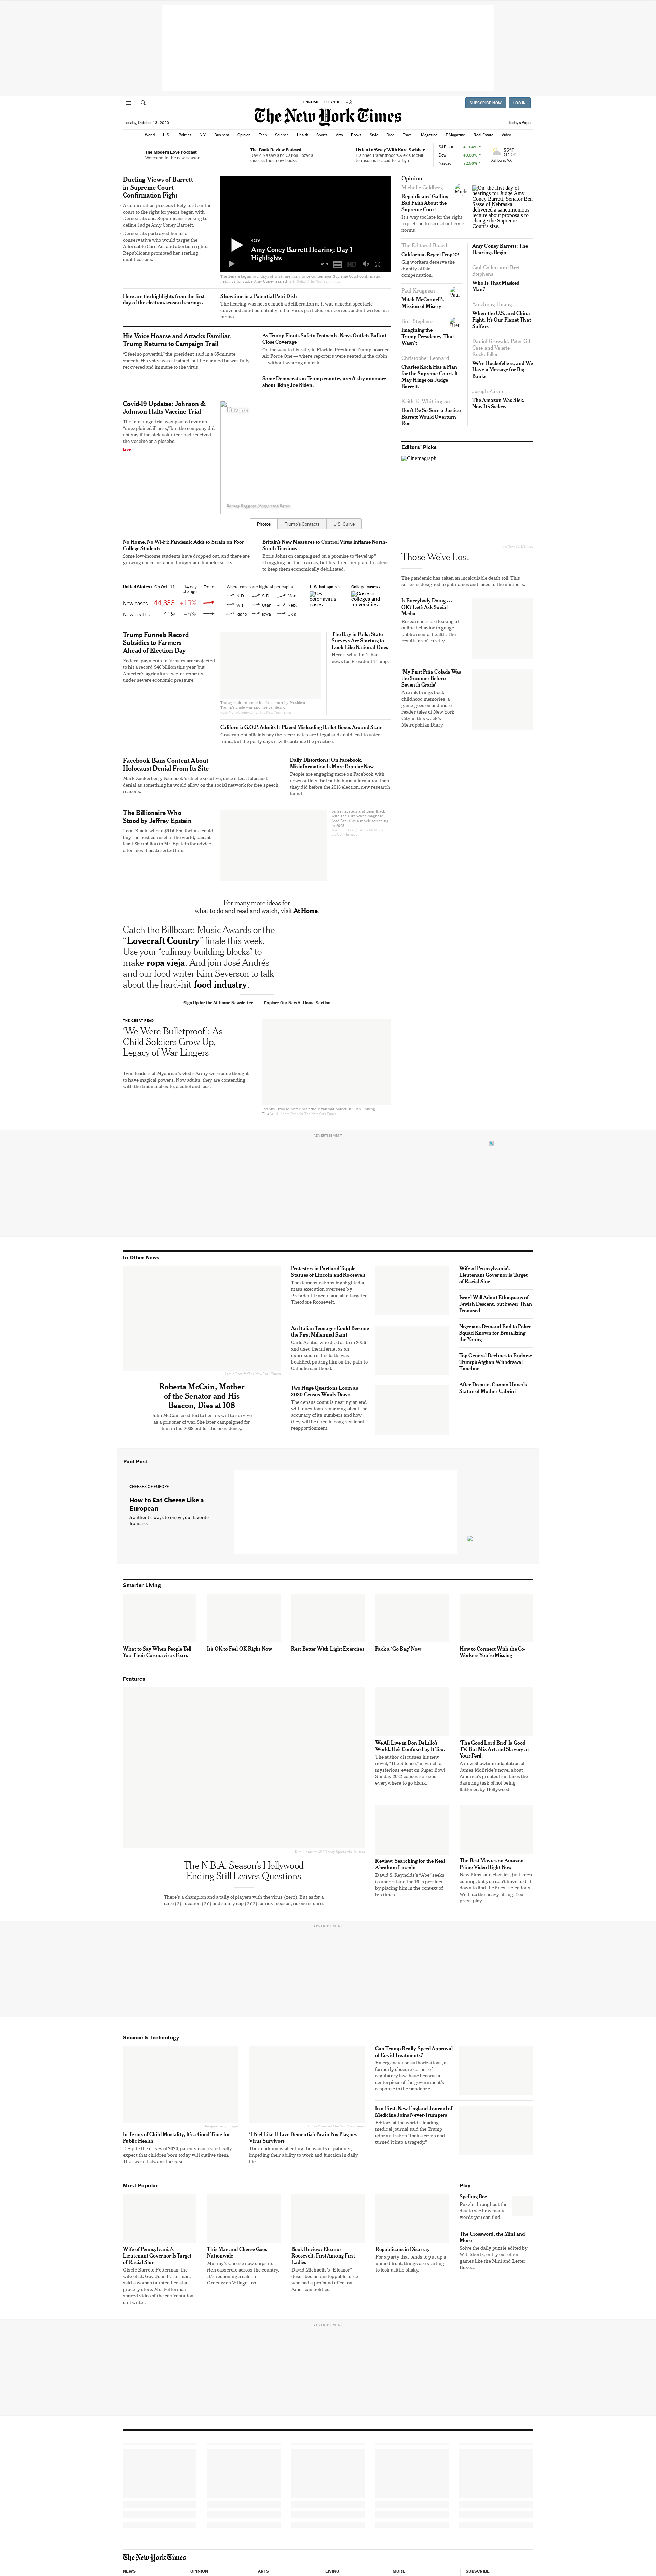 ENGLISH ESPAÑOL 中文
SUBSCRIBE NOW LOG IN
The New York Times
Tuesday, October 13, 2020
Today's Paper
World U.S. Politics N.Y. Business Opinion Tech Science Health Sports Arts Books Style Food Travel Magazine T Magazine Real Estate Video
The Modern Love Podcast
Welcome to the new season.
The Book Review Podcast
David Nasaw and Carlos Lozada discuss their new books.
Listen to 'Sway' With Kara Swisher
Planned Parenthood's Alexis McGill Johnson is braced for a fight.
S&P 500 +1.64% ↑
Dow +0.88% ↑
Nasdaq +2.56% ↑
55°F
Ashburn, VA
Dueling Views of Barrett
in Supreme Court
Confirmation Fight
• A confirmation process likely to steer the
court to the right for years began with
Democrats and Republicans seeking to
define Judge Amy Coney Barrett.
• Democrats portrayed her as a
conservative who would target the
Affordable Care Act and abortion rights.
Republicans promoted her sterling
qualifications.
4:19
Amy Coney Barrett Hearing: Day 1
Highlights
Here are the highlights from the first
day of the election-season hearings.
Showtime in a Potential Petri Dish
The hearing was not so much a deliberation as it was a made-for-TV spectacle,
conveyed amid potentially lethal virus particles, our columnist writes in a
memo.
His Voice Hoarse and Attacks Familiar,
Trump Returns to Campaign Trail
"I feel so powerful," the president said in a 65-minute
speech. His voice was strained, but he claimed he was fully
recovered and immune to the virus.
As Trump Flouts Safety Protocols, News Outlets Balk at
Close Coverage
On the way to his rally in Florida, President Trump boarded
Air Force One — where reporters were seated in the cabin
— without wearing a mask.
Some Democrats in Trump country aren't shy anymore
about liking Joe Biden.
Covid-19 Updates: Johnson &
Johnson Halts Vaccine Trial
The late-stage trial was paused over an
"unexplained illness," but the company did
not say if the sick volunteer had received
the vaccine or a placebo.
Live
Photos Trump's Contacts U.S. Curve
No Home, No Wi-Fi: Pandemic Adds to Strain on Poor
College Students
Some low-income students have avoided the virus, but there are
growing concerns about hunger and homelessness.
Britain's New Measures to Control Virus Inflame North-
South Tensions
Boris Johnson campaigned on a promise to "level up"
struggling northern areas, but his three-tier plan threatens
to keep them economically debilitated.
United States › On Oct. 11 14-day change Trend
New cases 44,333 +15%
New deaths 419 –5%
Where cases are highest per capita
N.D. S.D. Mont.
Wis. Utah Neb.
Idaho Iowa Okla.
U.S. hot spots ›
US coronavirus cases
College cases ›
Cases at colleges and universities
Trump Funnels Record
Subsidies to Farmers
Ahead of Election Day
Federal payments to farmers are projected
to hit a record $46 billion this year, but
America's agriculture sector remains
under severe economic pressure.
The agricultural sector has been hurt by President
Trump's trade war and the pandemic.
The Day in Polls: State
Surveys Are Starting to
Look Like National Ones
Here's why that's bad
news for President Trump.
California G.O.P. Admits It Placed Misleading Ballot Boxes Around State
Government officials say the receptacles are illegal and could lead to voter
fraud, but the party says it will continue the practice.
Facebook Bans Content About
Holocaust Denial From Its Site
Mark Zuckerberg, Facebook's chief executive, once cited Holocaust
denial as something he would allow on the social network for free speech
reasons.
Daily Distortions: On Facebook,
Misinformation Is More Popular Now
People are engaging more on Facebook with
news outlets that publish misinformation than
they did before the 2016 election, new research
found.
The Billionaire Who
Stood by Jeffrey Epstein
Leon Black, whose $9 billion fortune could
buy the best counsel in the world, paid at
least $50 million to Mr. Epstein for advice
after most had deserted him.
For many more ideas for
what to do and read and watch, visit At Home.
Catch the Billboard Music Awards or the
"Lovecraft Country" finale this week.
Use your "culinary building blocks" to
make ropa vieja. And join José Andrés
and our food writer Kim Severson to talk
about the hard-hit food industry.
Sign Up for the At Home Newsletter Explore Our New At Home Section
THE GREAT READ
'We Were Bulletproof': As
Child Soldiers Grow Up,
Legacy of War Lingers
Twin leaders of Myanmar's God's Army were once thought
to have magical powers. Now adults, they are contending
with the trauma of exile, alcohol and loss.
Opinion
Michelle Goldberg
Republicans' Galling
Bad Faith About the
Supreme Court
It's way too late for the right
to pretend to care about civic
norms.
The Editorial Board
California, Reject Prop 22
Gig workers deserve the
dignity of fair
compensation.
Paul Krugman
Mitch McConnell's
Mission of Misery
Bret Stephens
Imagining the
Trump Presidency That
Wasn't
Christopher Leonard
Charles Koch Has a Plan
for the Supreme Court. It
May Hinge on Judge
Barrett.
Keith E. Whittington
Don't Be So Sure a Justice
Barrett Would Overturn
Roe
On, the first day of hearings for Amy Coney Barrett, Senator Ben Sasse of Nebraska delivered a sanctimonious lecture about proposals to change the Supreme Court's size.
Amy Coney Barrett: The
Hearings Begin
Gail Collins and Bret
Stephens
Who Is That Masked
Man?
Yanzhong Huang
When the U.S. and China
Fight, It's Our Planet That
Suffers
Daniel Growald, Peter Gill
Case and Valerie
Rockefeller
We're Rockefellers, and We
Have a Message for Big
Banks
Joseph Zárate
The Amazon Was Sick.
Now It's Sicker.
Editors' Picks
Cinemagraph
Those We've Lost
The pandemic has taken an incalculable death toll. This
series is designed to put names and faces to the numbers.
Is Everybody Doing …
OK? Let's Ask Social
Media
Researchers are looking at
online behavior to gauge
public mental health. The
results aren't pretty.
'My First Piña Colada Was
the Summer Before
Seventh Grade'
A drink brings back
childhood memories, a
game goes on and more
reader tales of New York
City in this week's
Metropolitan Diary.
ADVERTISEMENT
In Other News
Roberta McCain, Mother
of the Senator and His
Beacon, Dies at 108
John McCain credited to her his will to survive
as a prisoner of war. She later campaigned for
him in his 2008 bid for the presidency.
Protesters in Portland Topple
Statues of Lincoln and Roosevelt
The demonstrations highlighted a
mass execution overseen by
President Lincoln and also targeted
Theodore Roosevelt.
An Italian Teenager Could Become
the First Millennial Saint
Carlo Acutis, who died at 15 in 2006
and used the internet as an
expression of his faith, was
beatified, putting him on the path to
Catholic sainthood.
Two Huge Questions Loom as
2020 Census Winds Down
The census count is nearing an end
with questions remaining about the
accuracy of its numbers and how
they will be used in congressional
reapportionment.
Wife of Pennsylvania's
Lieutenant Governor Is Target
of Racial Slur
Israel Will Admit Ethiopians of
Jewish Descent, but Fewer Than
Promised
Nigerians Demand End to Police
Squad Known for Brutalizing
the Young
Top General Declines to Endorse
Trump's Afghan Withdrawal
Timeline
After Dispute, Cuomo Unveils
Statue of Mother Cabrini
Paid Post
CHEESES OF EUROPE
How to Eat Cheese Like a
European
5 authentic ways to enjoy your favorite
fromage.
Smarter Living
What to Say When People Tell
You Their Coronavirus Fears
It's OK to Feel OK Right Now
Rest Better With Light Exercises
Pack a 'Go Bag' Now
How to Connect With the Co-
Workers You're Missing
Features
The N.B.A. Season's Hollywood
Ending Still Leaves Questions
There's a champion and a tally of players with the virus (zero). But as for a
date (?), location (??) and salary cap (???) for next season, no one is sure.
We All Live in Don DeLillo's
World. He's Confused by It Too.
The author discusses his new
novel, "The Silence," in which a
mysterious event on Super Bowl
Sunday 2022 causes screens
everywhere to go blank.
'The Good Lord Bird' Is Good
TV. But Mix Art and Slavery at
Your Peril.
A new Showtime adaptation of
James McBride's novel about
America's greatest sin faces the
daunting task of not being
flattened by Hollywood.
Review: Searching for the Real
Abraham Lincoln
David S. Reynolds's "Abe" seeks
to understand the 16th president
by placing him in the context of
his times.
The Best Movies on Amazon
Prime Video Right Now
New films, and classics, just keep
coming, but you don't have to drill
down to find the finest selections.
We'll do the heavy lifting. You
press play.
ADVERTISEMENT
Science & Technology
In Terms of Child Mortality, It's a Good Time for
Public Health
Despite the crises of 2020, parents can realistically
expect that children born today will outlive them.
That wasn't always the case.
'I Feel Like I Have Dementia': Brain Fog Plagues
Virus Survivors
The condition is affecting thousands of patients,
impeding their ability to work and function in daily
life.
Can Trump Really Speed Approval
of Covid Treatments?
Emergency-use authorizations, a
formerly obscure corner of
regulatory law, have become a
centerpiece of the government's
response to the pandemic.
In a First, New England Journal of
Medicine Joins Never-Trumpers
Editors at the world's leading
medical journal said the Trump
administration "took a crisis and
turned it into a tragedy."
Most Popular
Wife of Pennsylvania's
Lieutenant Governor Is Target
of Racial Slur
Gisele Barreto Fetterman, the
wife of Lt. Gov. John Fetterman,
said a woman taunted her at a
grocery store. Ms. Fetterman
shared video of the confrontation
on Twitter.
This Mac and Cheese Goes
Nationwide
Murray's Cheese now ships its
rich casserole across the country.
It's reopening a cafe in
Greenwich Village, too.
Book Review: Eleanor
Roosevelt, First Among First
Ladies
David Michaelis's "Eleanor"
describes an unstoppable force
who had a profound effect on
American politics.
Republicans in Disarray
For a party that tends to put up a
unified front, things are starting
to look a little shaky.
Play
Spelling Bee
Puzzle throughout the
day to see how many
words you can find.
The Crossword, the Mini and
More
Solve the daily puzzle edited by
Will Shortz, or try out other
games like the Mini and Letter
Boxed.
ADVERTISEMENT
The New York Times
NEWS OPINION ARTS LIVING MORE SUBSCRIBE